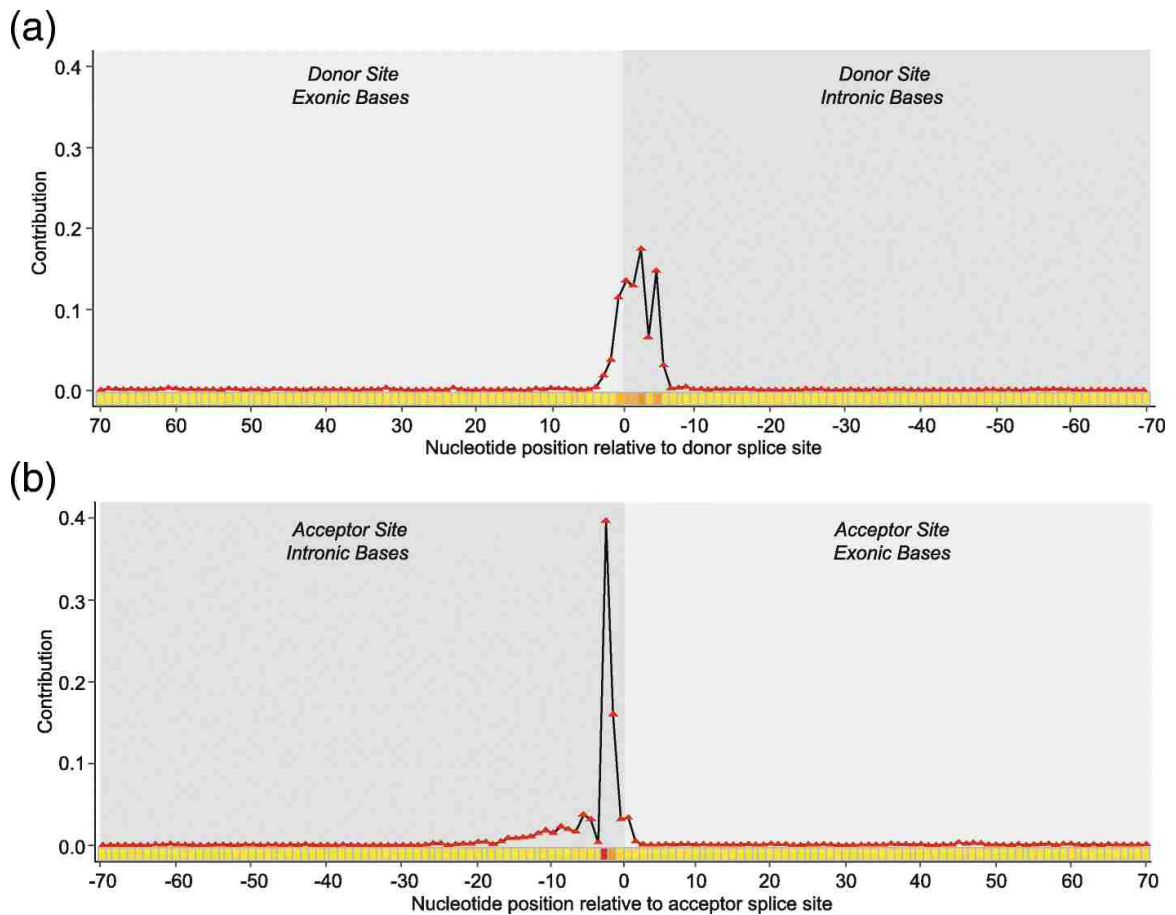 (a)
0.4
0.3
0.2
0.1
0.0
Contribution
Donor Site
Exonic Bases
Donor Site
Intronic Bases
70 60 50 40 30 20 10 0 -10 -20 -30 -40 -50 -60 -70
Nucleotide position relative to donor splice site
(b)
0.4
0.3
0.2
0.1
0.0
Contribution
Acceptor Site
Intronic Bases
Acceptor Site
Exonic Bases
-70 -60 -50 -40 -30 -20 -10 0 10 20 30 40 50 60 70
Nucleotide position relative to acceptor splice site